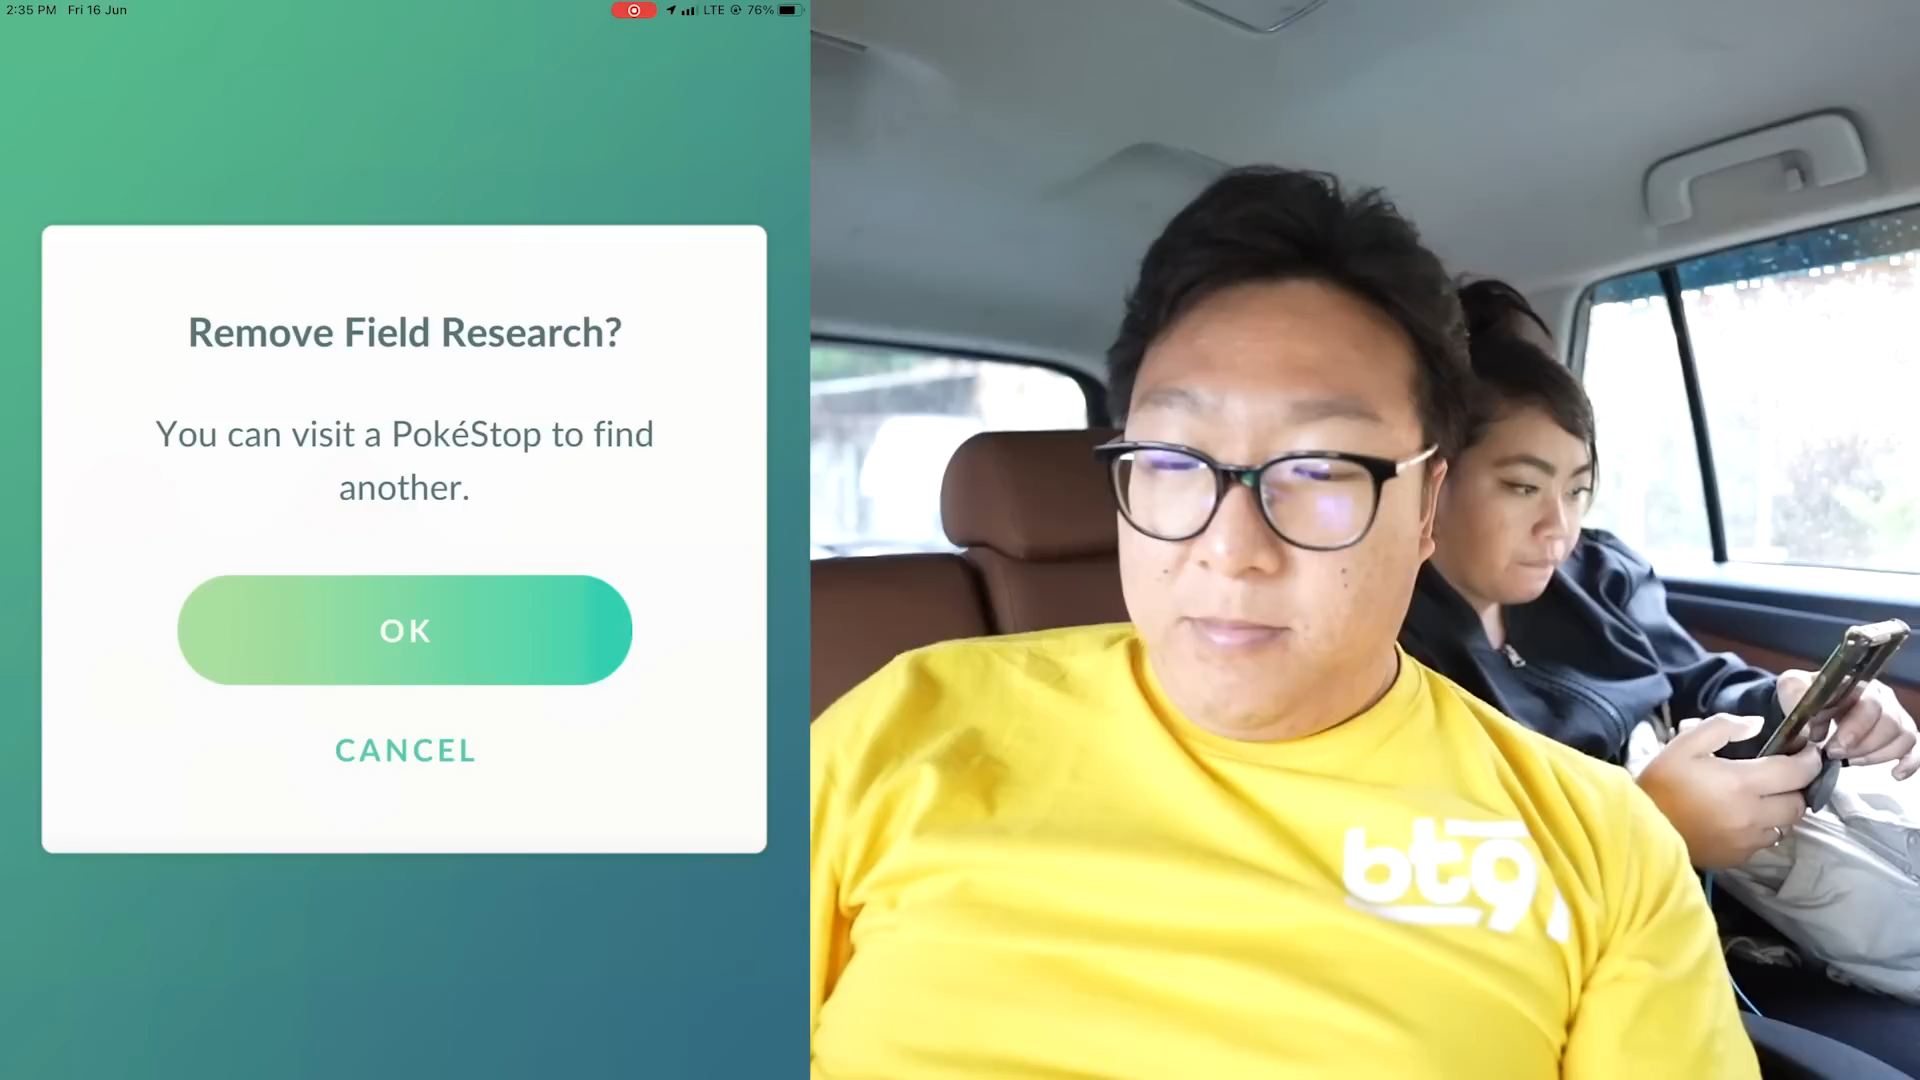 2:35 PM Fri 16 Jun
LTE 76%
Remove Field Research?
You can visit a PokéStop to find
another.
OK
CANCEL
btg